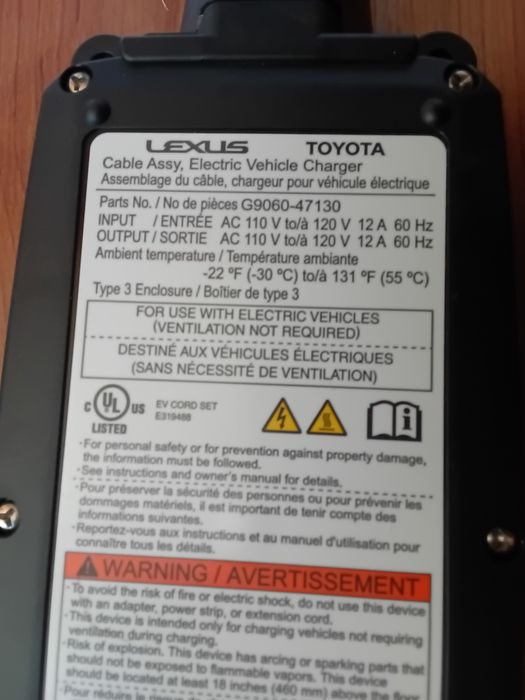 LEXUS TOYOTA
Cable Assy, Electric Vehicle Charger
Assemblage du câble, chargeur pour véhicule électrique
Parts No. / No de pièces G9060-47130
INPUT / ENTRÉE AC 110 V to/à 120 V 12 A 60 Hz
OUTPUT / SORTIE AC 110 V to/à 120 V 12 A 60 Hz
Ambient temperature / Température ambiante
-22 ºF (-30 ºC) to/à 131 ºF (55 ºC)
Type 3 Enclosure / Boîtier de type 3
FOR USE WITH ELECTRIC VEHICLES
(VENTILATION NOT REQUIRED)
DESTINÉ AUX VÉHICULES ÉLECTRIQUES
(SANS NÉCESSITÉ DE VENTILATION)
C UL US EV CORD SET
E319488
LISTED
·For personal safety or for prevention against property damage,
the information must be followed.
·See instructions and owner's manual for details.
·Pour préserver la sécurité des personnes ou pour prévenir les
dommages matériels, il est important de tenir compte des
informations suivantes.
·Reportez-vous aux instructions et au manuel d'utilisation pour
connaître tous les détails.
WARNING / AVERTISSEMENT
·To avoid the risk of fire or electric shock, do not use this device
with an adapter, power strip, or extension cord.
·This device is intended only for charging vehicles not requiring
ventilation during charging.
·Risk of explosion. This device has arcing or sparking parts that
should not be exposed to flammable vapors. This device
should be located at least 18 inches (460 mm) above the floor.
·Pour réduire le